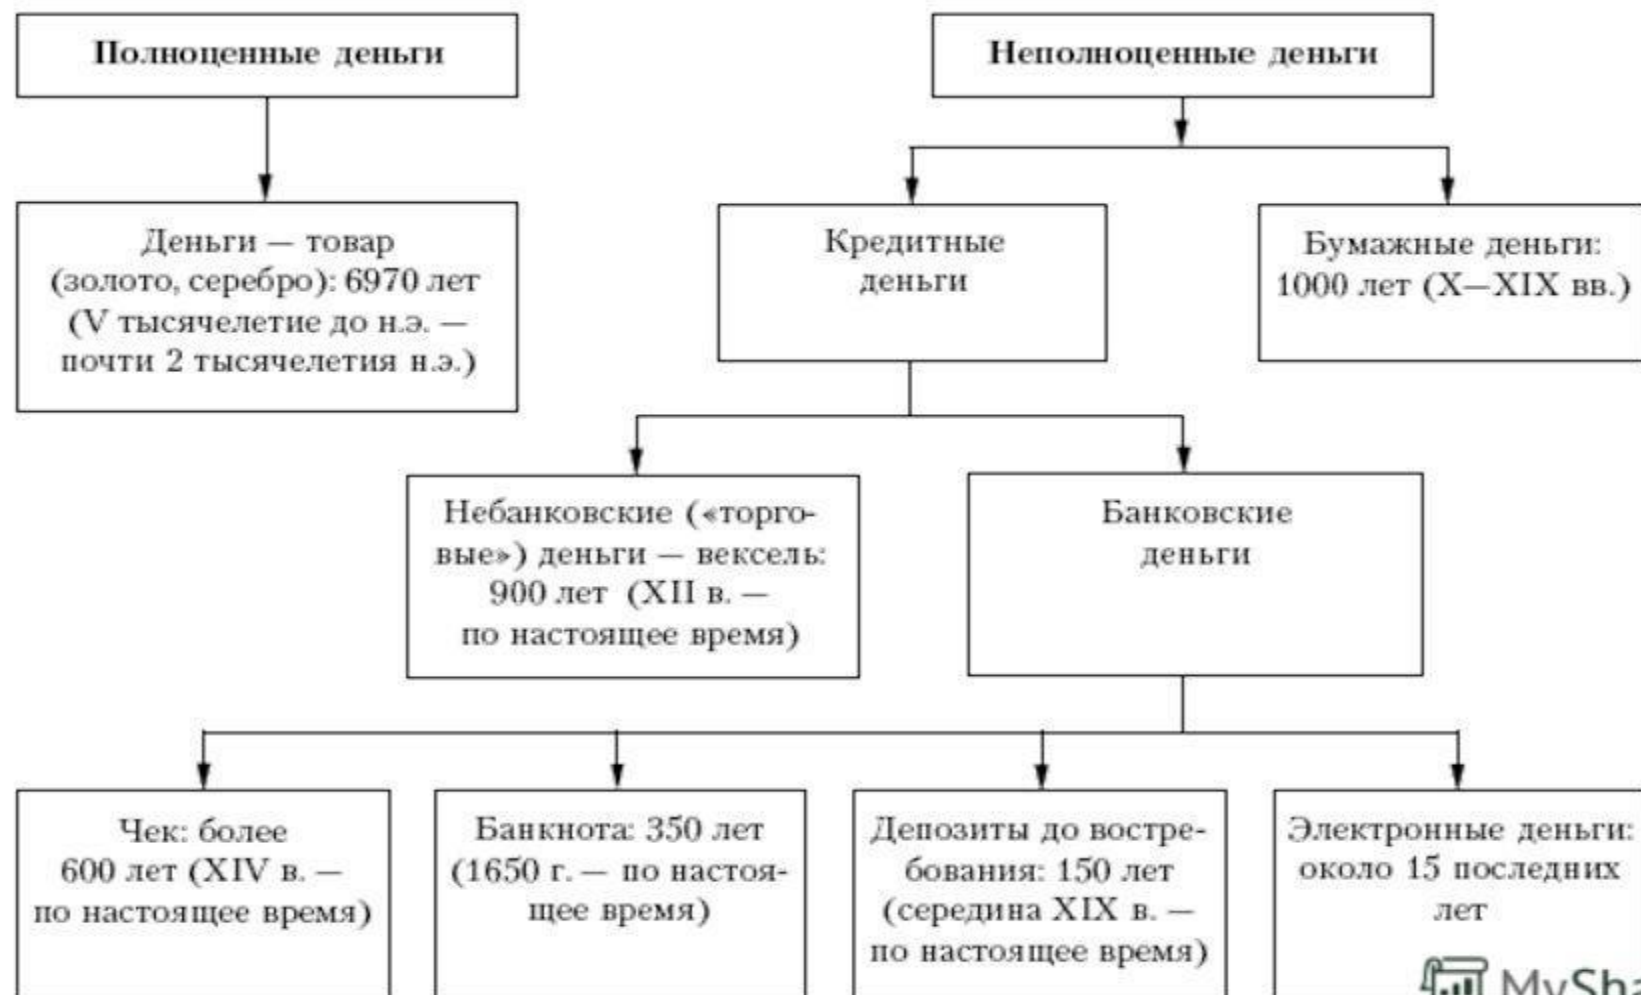 Полноценные деньги
Неполноценные деньги
Деньги — товар
(золото, серебро): 6970 лет
(V тысячелетие до н.э. —
почти 2 тысячелетия н.э.)
Кредитные
деньги
Бумажные деньги:
1000 лет (X—XIX вв.)
Небанковские («торго-
вые») деньги — вексель:
900 лет (XII в. —
по настоящее время)
Банковские
деньги
Чек: более
600 лет (XIV в. —
по настоящее время)
Банкнота: 350 лет
(1650 г. — по настоя-
щее время)
Депозиты до востре-
бования: 150 лет
(середина XIX в. —
по настоящее время)
Электронные деньги:
около 15 последних
лет